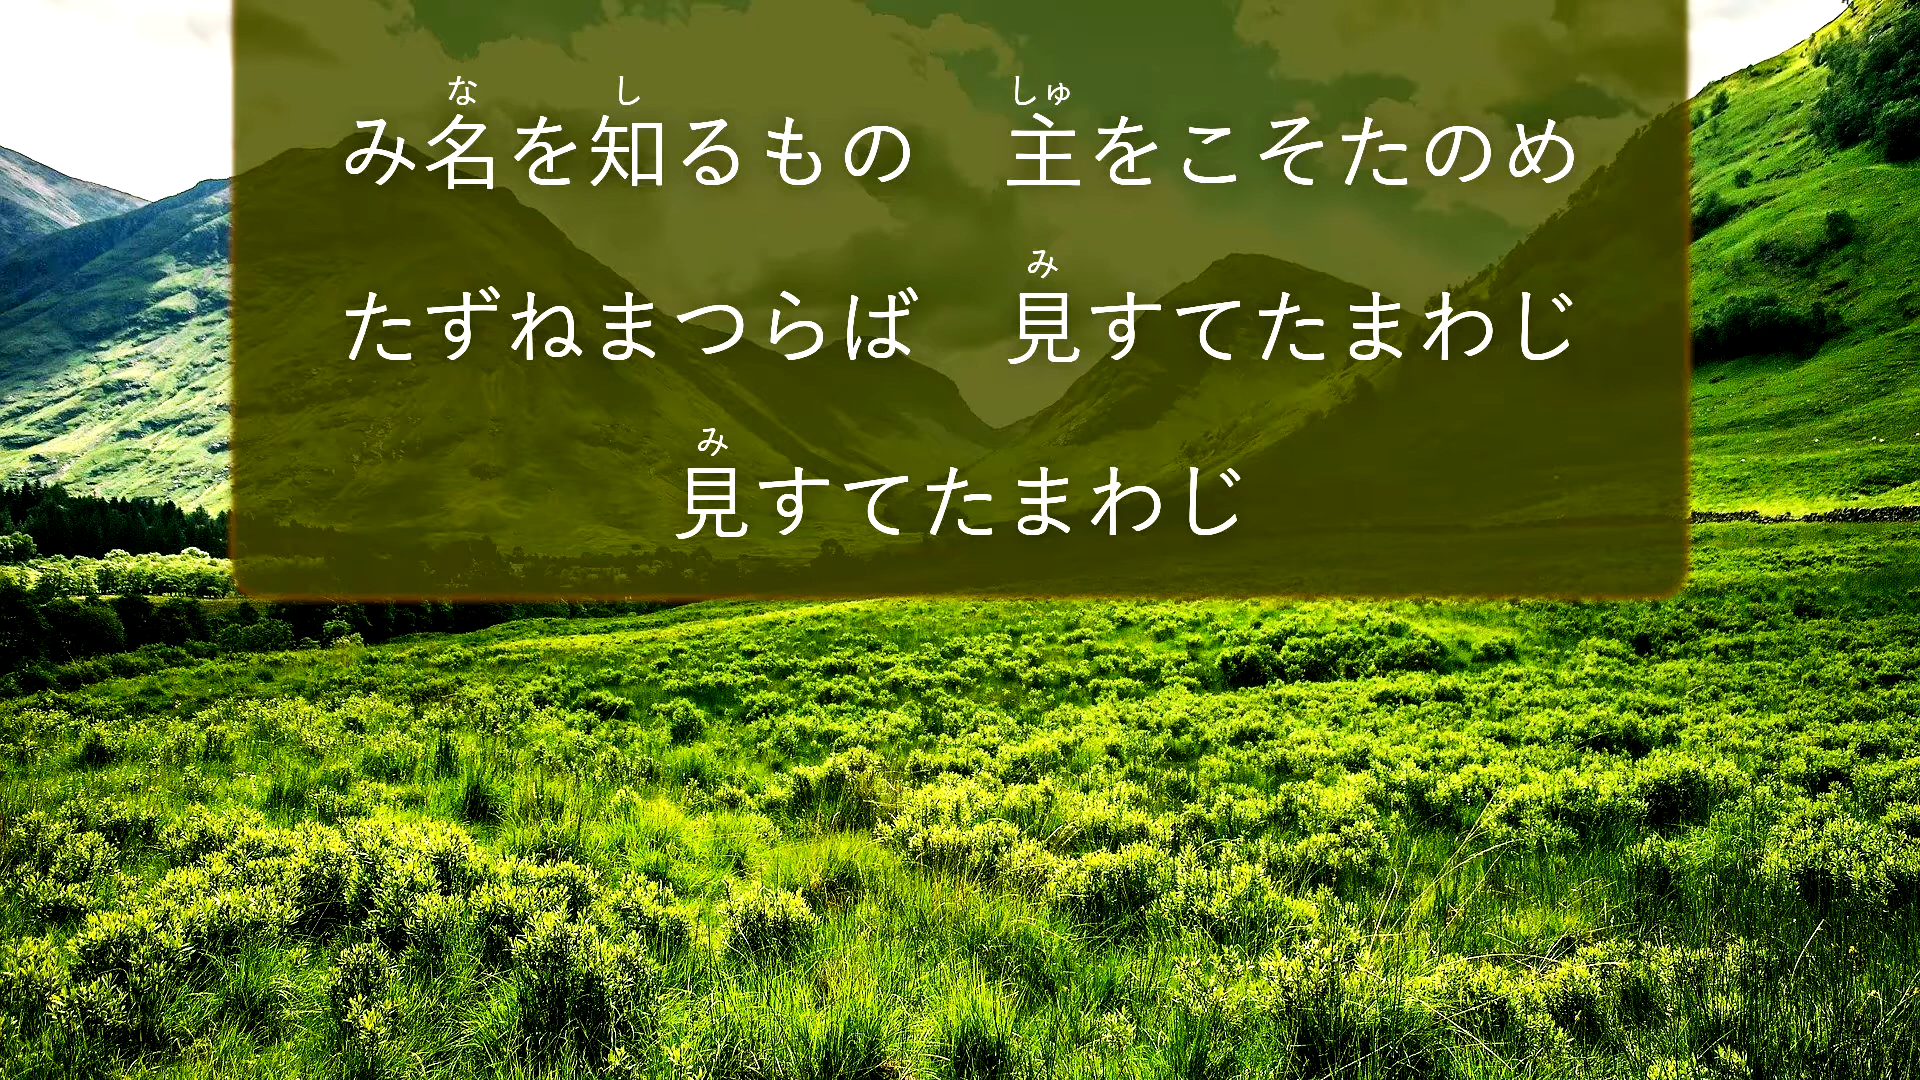 み名を知るもの　主をこそたのめ
たずねまつらば　見すてたまわじ
見すてたまわじ